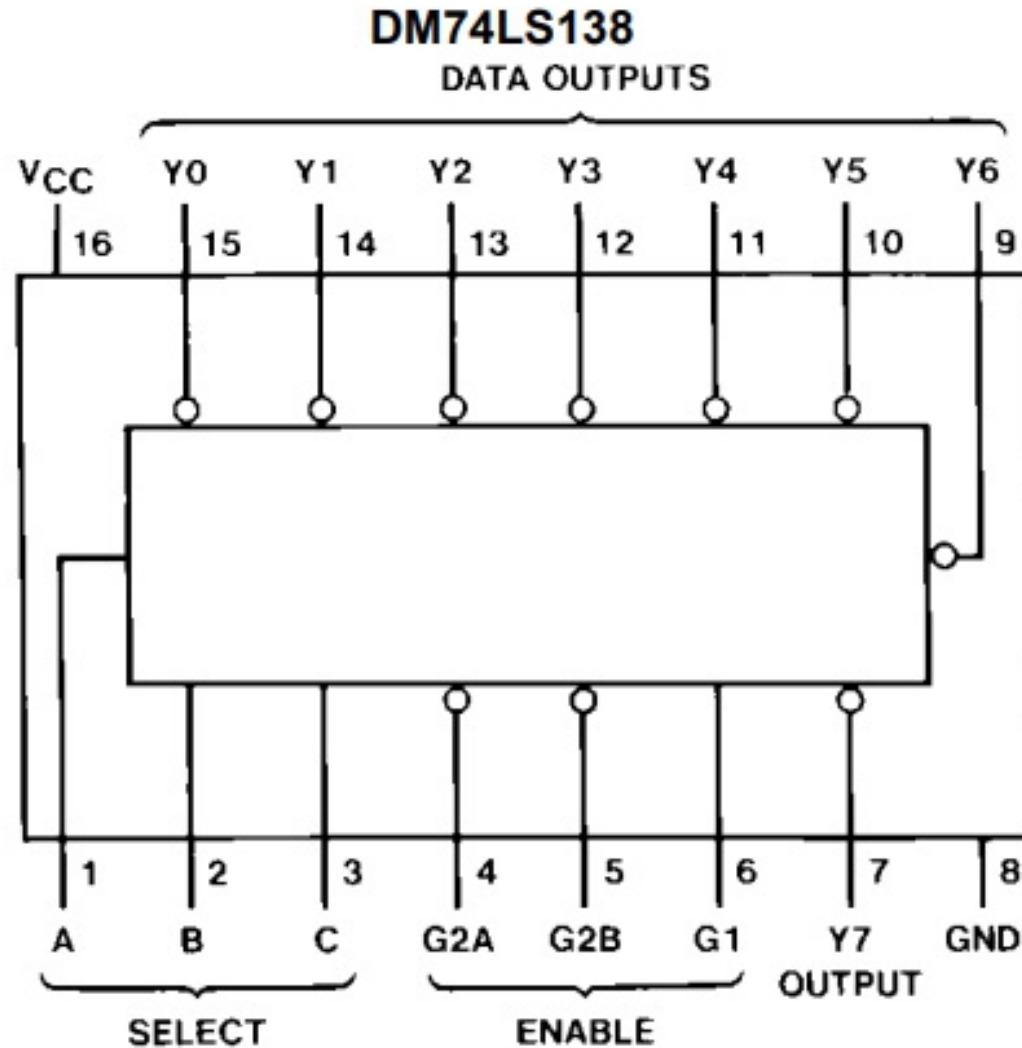 DM74LS138
DATA OUTPUTS
VCC Y0 Y1 Y2 Y3 Y4 Y5 Y6
16 15 14 13 12 11 10 9
1 2 3 4 5 6 7 8
A B C G2A G2B G1 Y7 GND
OUTPUT
SELECT ENABLE